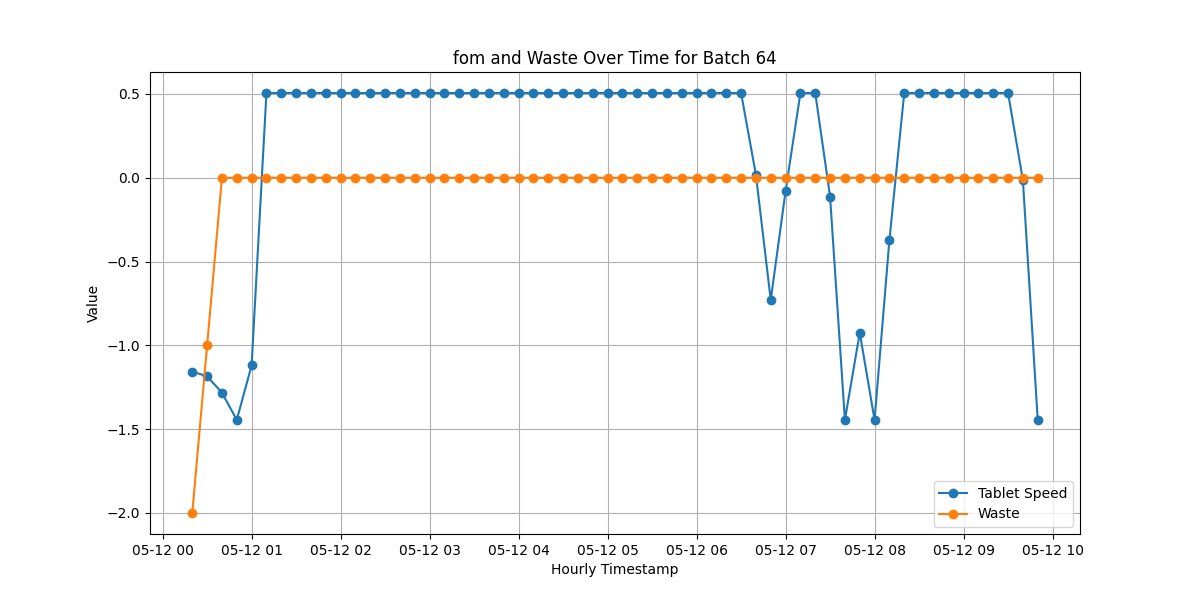 fom and Waste Over Time for Batch 64
Value
0.5
0.0
−0.5
−1.0
−1.5
−2.0
Tablet Speed
Waste
05-12 00 05-12 01 05-12 02 05-12 03 05-12 04 05-12 05 05-12 06 05-12 07 05-12 08 05-12 09 05-12 10
Hourly Timestamp